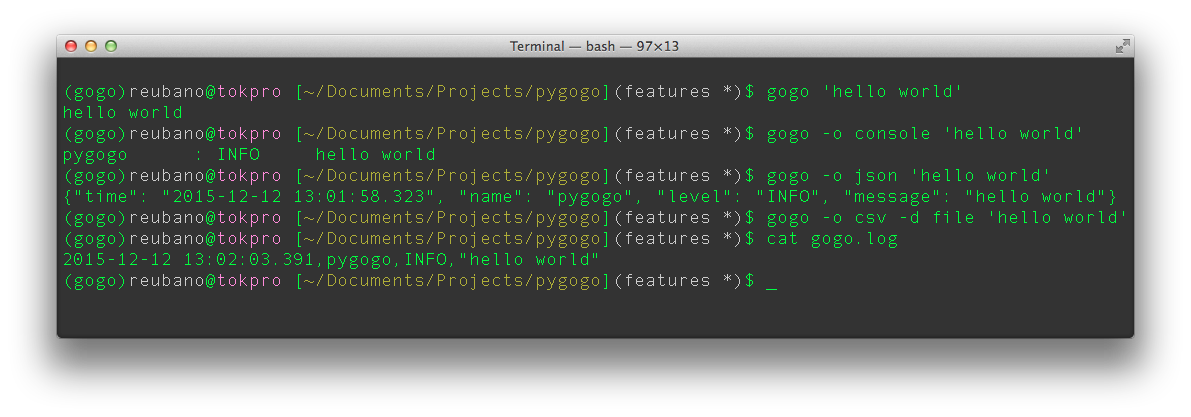 Terminal — bash — 97×13
(gogo)reubano@tokpro [~/Documents/Projects/pygogo](features *)$ gogo 'hello world'
hello world
(gogo)reubano@tokpro [~/Documents/Projects/pygogo](features *)$ gogo -o console 'hello world'
pygogo      : INFO     hello world
(gogo)reubano@tokpro [~/Documents/Projects/pygogo](features *)$ gogo -o json 'hello world'
{"time": "2015-12-12 13:01:58.323", "name": "pygogo", "level": "INFO", "message": "hello world"}
(gogo)reubano@tokpro [~/Documents/Projects/pygogo](features *)$ gogo -o csv -d file 'hello world'
(gogo)reubano@tokpro [~/Documents/Projects/pygogo](features *)$ cat gogo.log
2015-12-12 13:02:03.391,pygogo,INFO,"hello world"
(gogo)reubano@tokpro [~/Documents/Projects/pygogo](features *)$ _